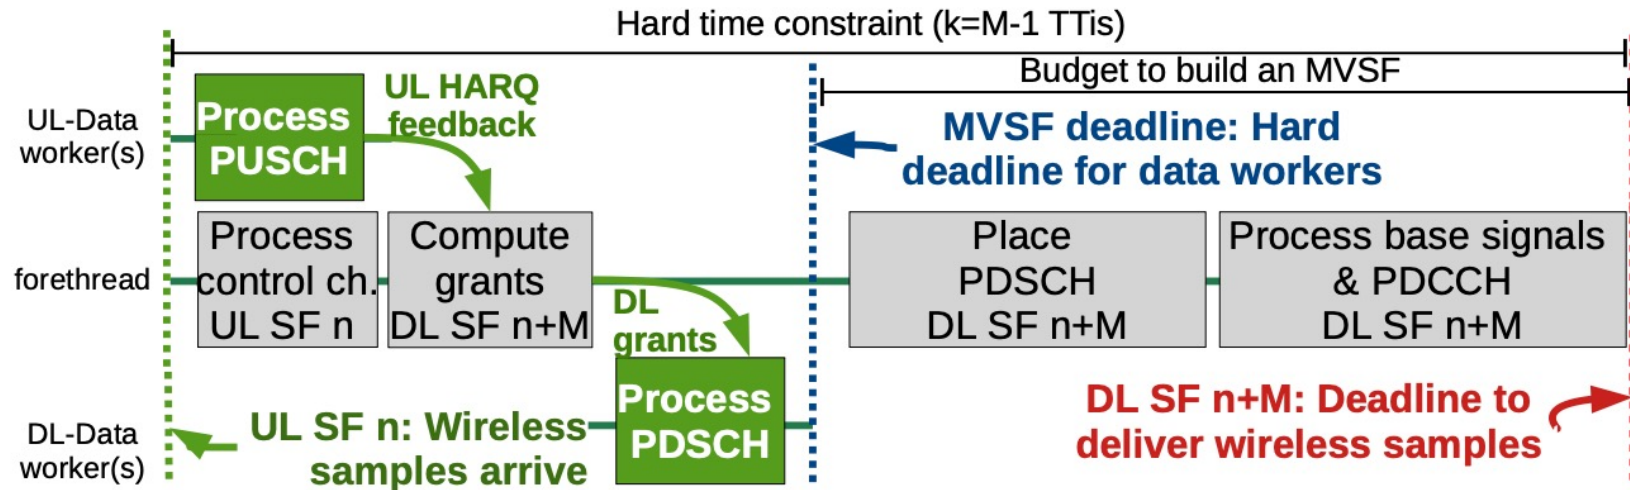 Hard time constraint (k=M-1 TTis)
Budget to build an MVSF
UL-Data
worker(s)
Process
PUSCH
UL HARQ
feedback
MVSF deadline: Hard
deadline for data workers
forethread
Process
control ch.
UL SF n
Compute
grants
DL SF n+M
DL
grants
Place
PDSCH
DL SF n+M
Process base signals
& PDCCH
DL SF n+M
DL-Data
worker(s)
UL SF n: Wireless
samples arrive
Process
PDSCH
DL SF n+M: Deadline to
deliver wireless samples